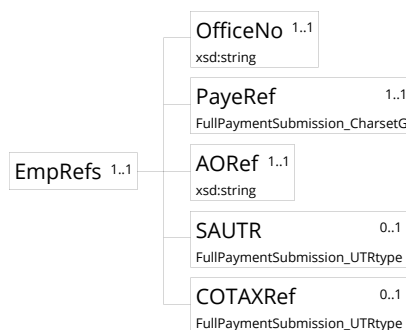 OfficeNo 1..1
xsd:string
PayeRef 1..1
FullPaymentSubmission_CharsetG
EmpRefs 1..1
AORef 1..1
xsd:string
SAUTR 0..1
FullPaymentSubmission_UTRtype
COTAXRef 0..1
FullPaymentSubmission_UTRtype